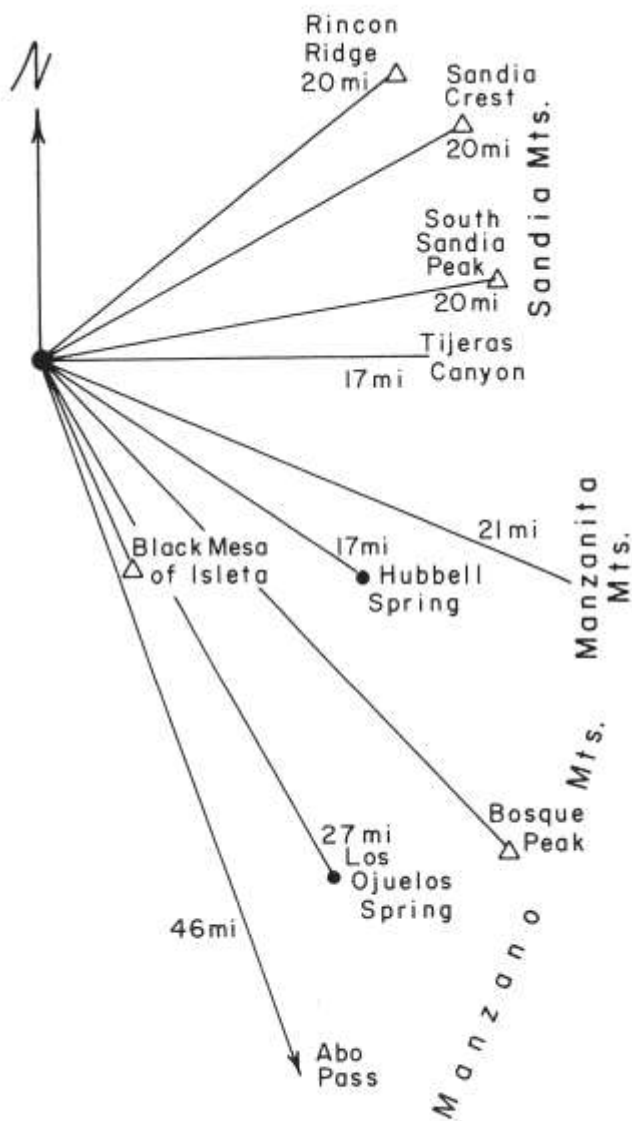 N
Rincon
Ridge
20 mi
Sandia
Crest
20mi
Sandia Mts.
South
Sandia
Peak
20mi
Tijeras
Canyon
17mi
21mi
Manzanita
Mts.
17mi
Hubbell
Spring
Black Mesa
of Isleta
Bosque
Peak
27mi
Los
Ojuelos
Spring
46mi
Abo
Pass
Manzano Mts.